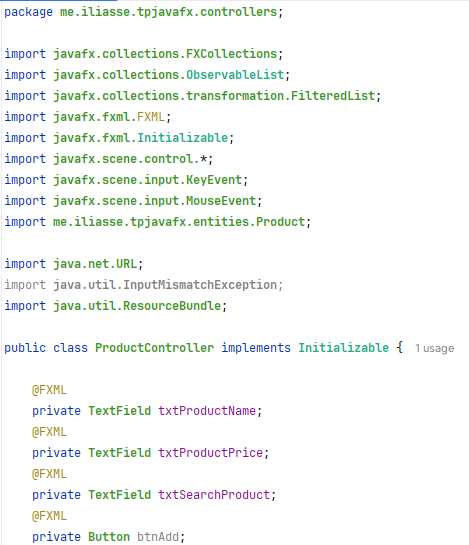 package me.iliasse.tpjavafx.controllers;
import javafx.collections.FXCollections;
import javafx.collections.ObservableList;
import javafx.collections.transformation.FilteredList;
import javafx.fxml.FXML;
import javafx.fxml.Initializable;
import javafx.scene.control.*;
import javafx.scene.input.KeyEvent;
import javafx.scene.input.MouseEvent;
import me.iliasse.tpjavafx.entities.Product;
import java.net.URL;
import java.util.InputMismatchException;
import java.util.ResourceBundle;
public class ProductController implements Initializable { 1 usage
@FXML
private TextField txtProductName;
@FXML
private TextField txtProductPrice;
@FXML
private TextField txtSearchProduct;
@FXML
private Button btnAdd;